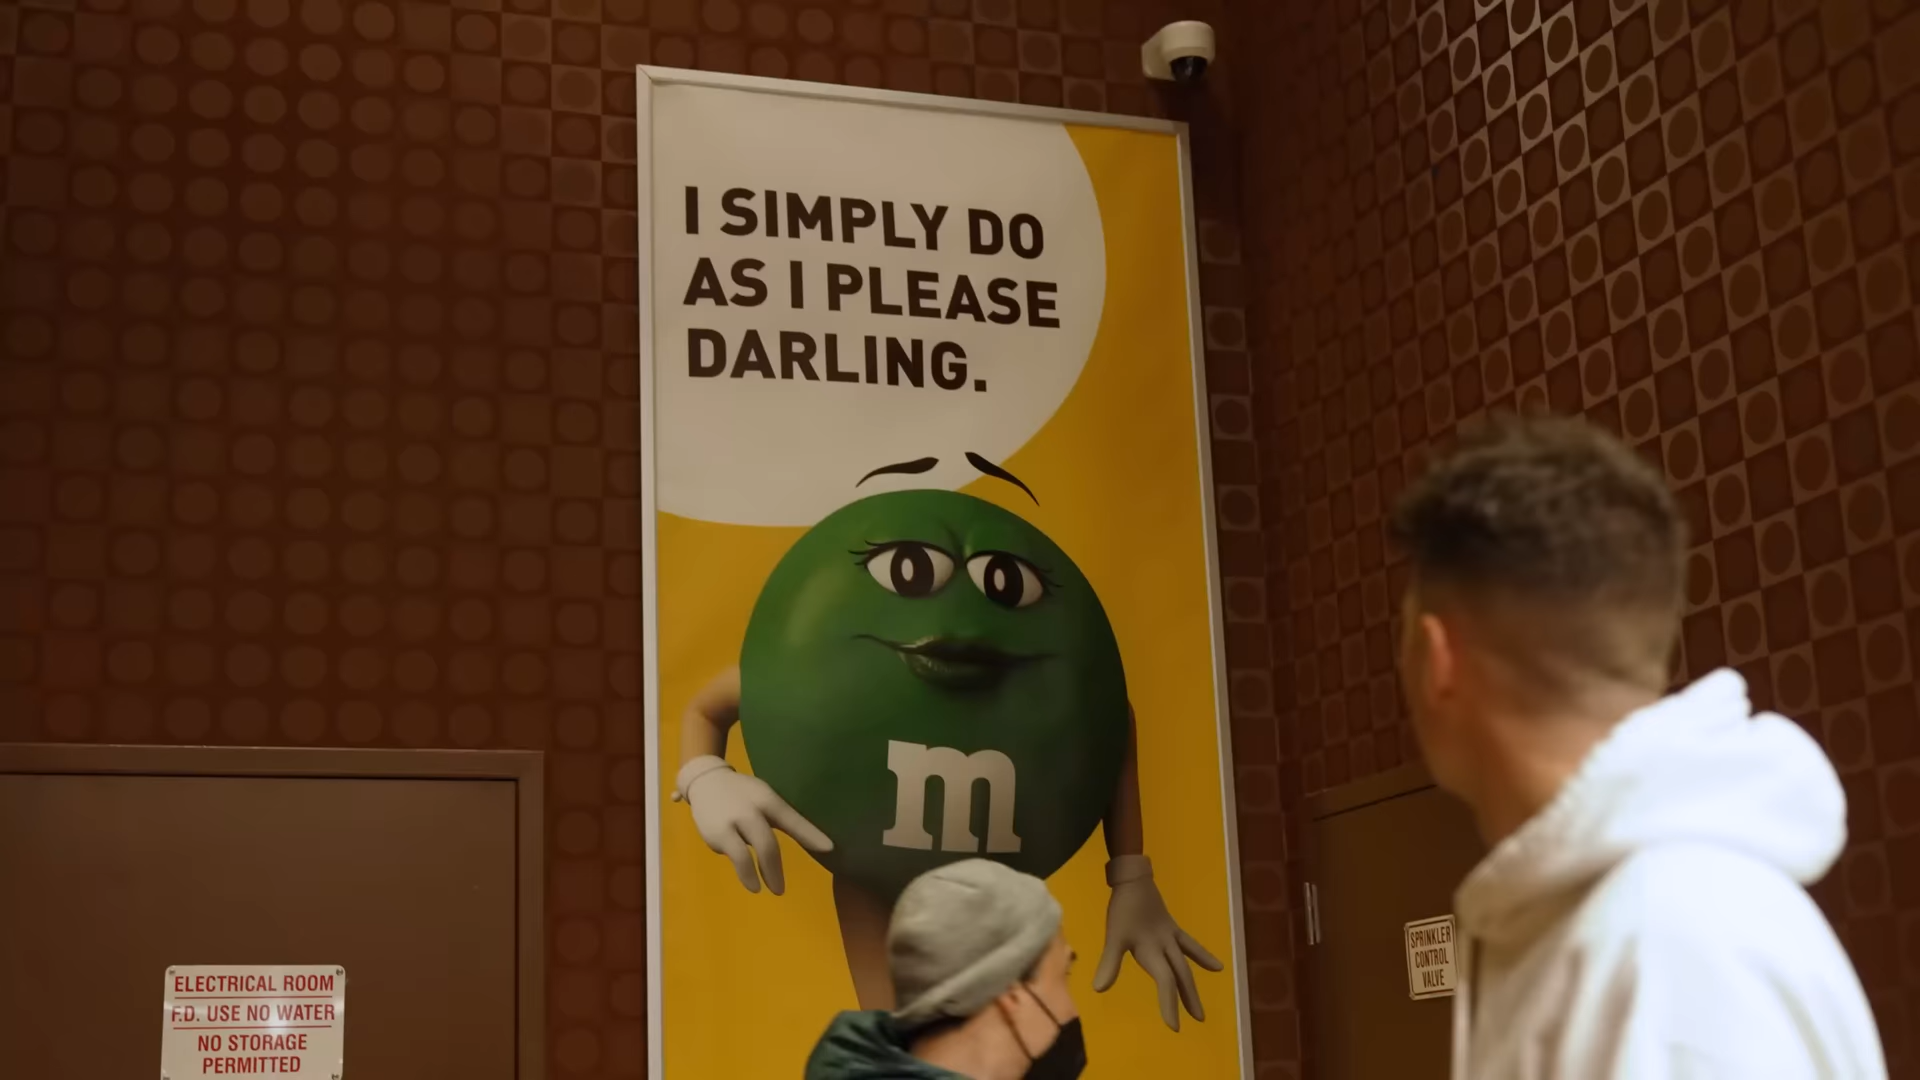 I SIMPLY DO
AS I PLEASE
DARLING.
m
ELECTRICAL ROOM
F.D. USE NO WATER
NO STORAGE
PERMITTED
SPRINKLER
CONTROL
VALVE